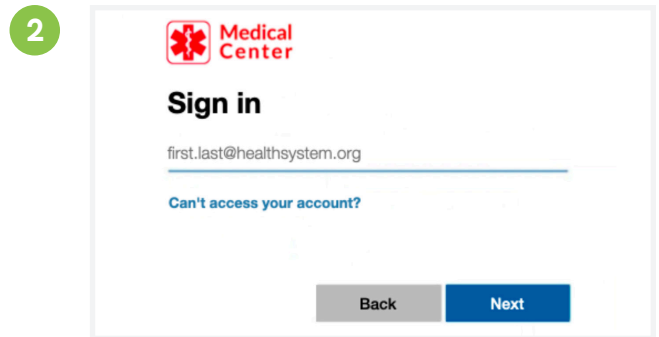 2
Medical
Center
Sign in
first.last@healthsystem.org
Can't access your account?
Back Next